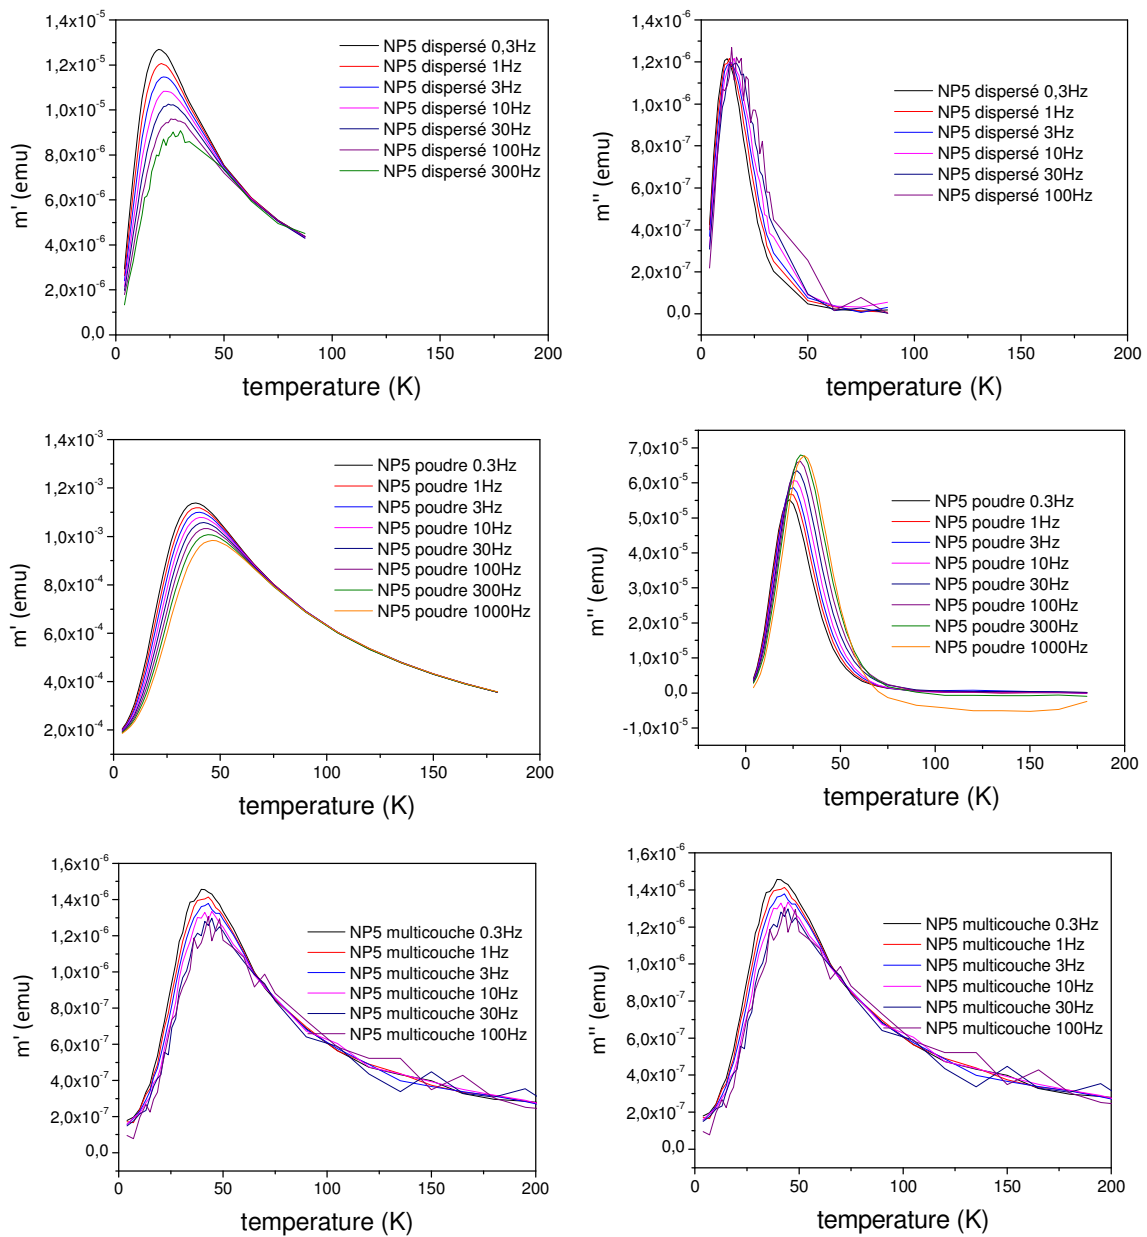 1,4x10-5
1,2x10-5
1,0x10-5
8,0x10-6
6,0x10-6
4,0x10-6
2,0x10-6
0,0
m' (emu)
NP5 dispersé 0,3Hz
NP5 dispersé 1Hz
NP5 dispersé 3Hz
NP5 dispersé 10Hz
NP5 dispersé 30Hz
NP5 dispersé 100Hz
NP5 dispersé 300Hz
0 50 100 150 200
temperature (K)
1,4x10-6
1,2x10-6
1,0x10-6
8,0x10-7
6,0x10-7
4,0x10-7
2,0x10-7
0,0
m'' (emu)
NP5 dispersé 0,3Hz
NP5 dispersé 1Hz
NP5 dispersé 3Hz
NP5 dispersé 10Hz
NP5 dispersé 30Hz
NP5 dispersé 100Hz
0 50 100 150 200
temperature (K)
1,4x10-3
1,2x10-3
1,0x10-3
8,0x10-4
6,0x10-4
4,0x10-4
2,0x10-4
m' (emu)
NP5 poudre 0.3Hz
NP5 poudre 1Hz
NP5 poudre 3Hz
NP5 poudre 10Hz
NP5 poudre 30Hz
NP5 poudre 100Hz
NP5 poudre 300Hz
NP5 poudre 1000Hz
0 50 100 150 200
temperature (K)
7,0x10-5
6,0x10-5
5,0x10-5
4,0x10-5
3,0x10-5
2,0x10-5
1,0x10-5
0,0
-1,0x10-5
m'' (emu)
NP5 poudre 0.3Hz
NP5 poudre 1Hz
NP5 poudre 3Hz
NP5 poudre 10Hz
NP5 poudre 30Hz
NP5 poudre 100Hz
NP5 poudre 300Hz
NP5 poudre 1000Hz
0 50 100 150 200
temperature (K)
1,6x10-6
1,4x10-6
1,2x10-6
1,0x10-6
8,0x10-7
6,0x10-7
4,0x10-7
2,0x10-7
0,0
m' (emu)
NP5 multicouche 0.3Hz
NP5 multicouche 1Hz
NP5 multicouche 3Hz
NP5 multicouche 10Hz
NP5 multicouche 30Hz
NP5 multicouche 100Hz
0 50 100 150 200
temperature (K)
1,6x10-6
1,4x10-6
1,2x10-6
1,0x10-6
8,0x10-7
6,0x10-7
4,0x10-7
2,0x10-7
0,0
m'' (emu)
NP5 multicouche 0.3Hz
NP5 multicouche 1Hz
NP5 multicouche 3Hz
NP5 multicouche 10Hz
NP5 multicouche 30Hz
NP5 multicouche 100Hz
0 50 100 150 200
temperature (K)